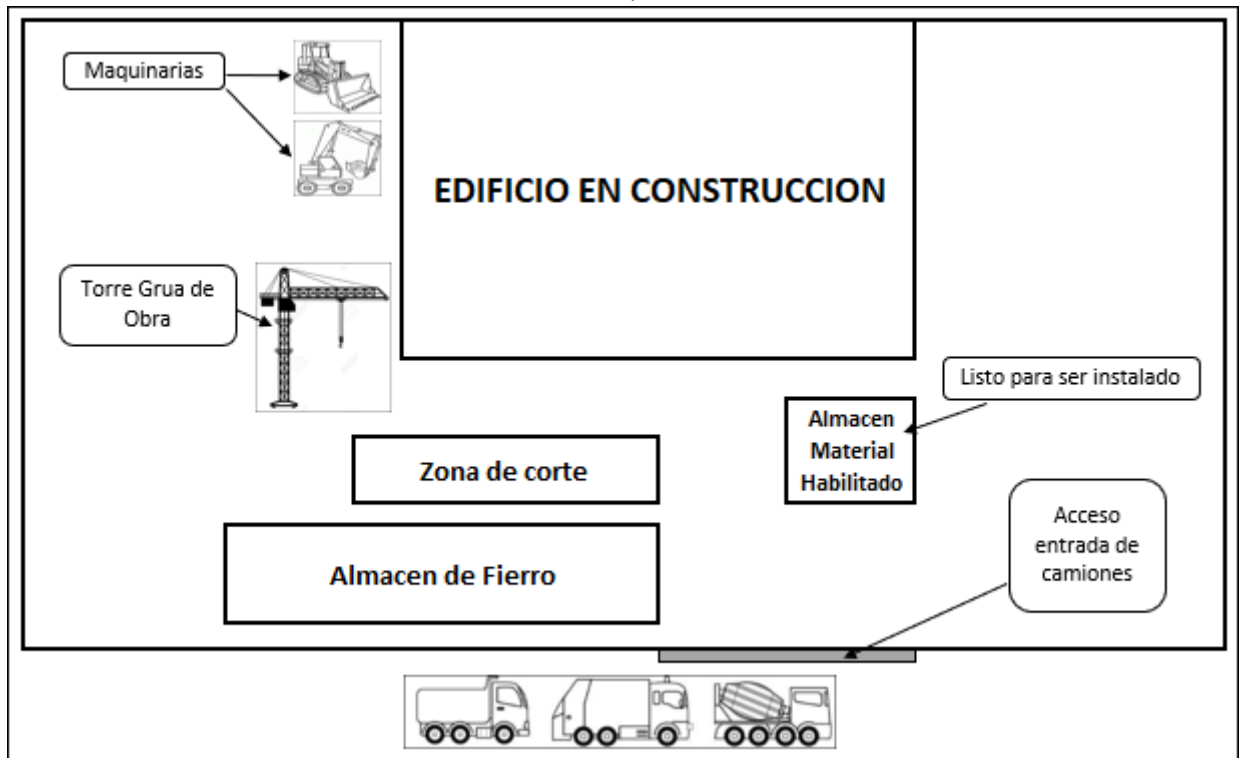 Maquinarias
EDIFICIO EN CONSTRUCCION
Torre Grua de
Obra
Listo para ser instalado
Almacen
Material
Habilitado
Zona de corte
Acceso
entrada de
camiones
Almacen de Fierro